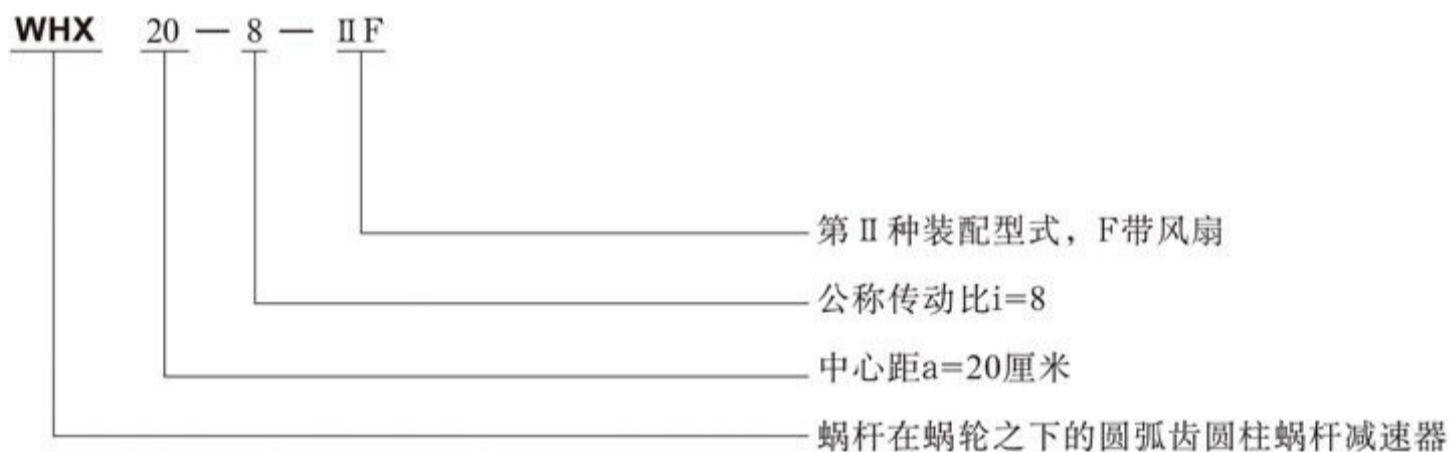 WHX 20 — 8 — ⅡF
第Ⅱ种装配型式，F带风扇
公称传动比i=8
中心距a=20厘米
蜗杆在蜗轮之下的圆弧齿圆柱蜗杆减速器